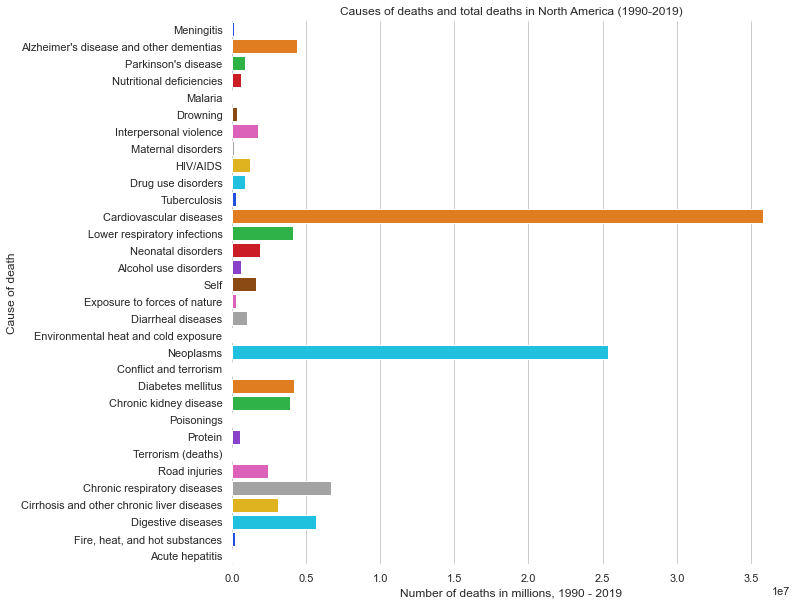 Causes of deaths and total deaths in North America (1990-2019)
Cause of death
Meningitis
Alzheimer's disease and other dementias
Parkinson's disease
Nutritional deficiencies
Malaria
Drowning
Interpersonal violence
Maternal disorders
HIV/AIDS
Drug use disorders
Tuberculosis
Cardiovascular diseases
Lower respiratory infections
Neonatal disorders
Alcohol use disorders
Self
Exposure to forces of nature
Diarrheal diseases
Environmental heat and cold exposure
Neoplasms
Conflict and terrorism
Diabetes mellitus
Chronic kidney disease
Poisonings
Protein
Terrorism (deaths)
Road injuries
Chronic respiratory diseases
Cirrhosis and other chronic liver diseases
Digestive diseases
Fire, heat, and hot substances
Acute hepatitis
0.0 0.5 1.0 1.5 2.0 2.5 3.0 3.5
Number of deaths in millions, 1990 - 2019
1e7